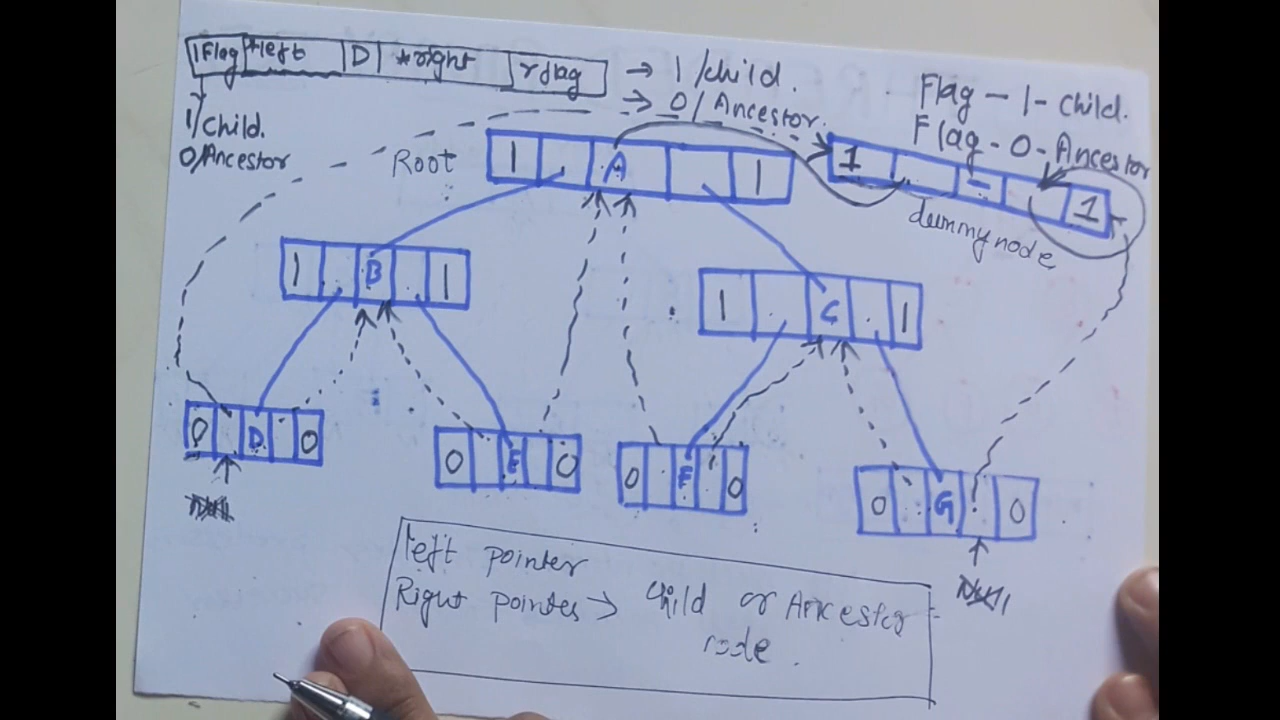 lFlag *left D *right rflag → 1/child.
→ 0/Ancestor.
1/Child.
0/Ancestor
Flag - 1 - Child.
Flag - 0 - Ancestor
Root
1 A 1
1 - 1
dummy node
1 B 1
1 C 1
0 D 0
0 E 0
0 F 0
0 G 0
left pointer
Right pointes → child or Ancestor
node.